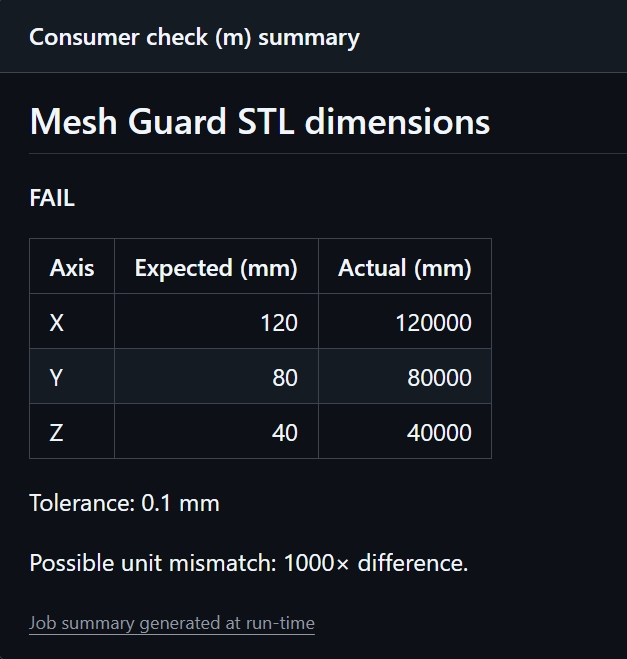 Consumer check (m) summary
Mesh Guard STL dimensions
FAIL
Axis Expected (mm) Actual (mm)
X 120 120000
Y 80 80000
Z 40 40000
Tolerance: 0.1 mm
Possible unit mismatch: 1000× difference.
Job summary generated at run-time